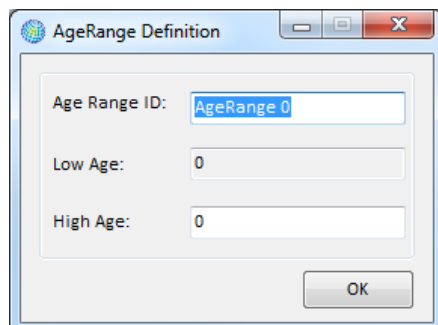 AgeRange Definition
Age Range ID: AgeRange 0
Low Age: 0
High Age: 0
OK